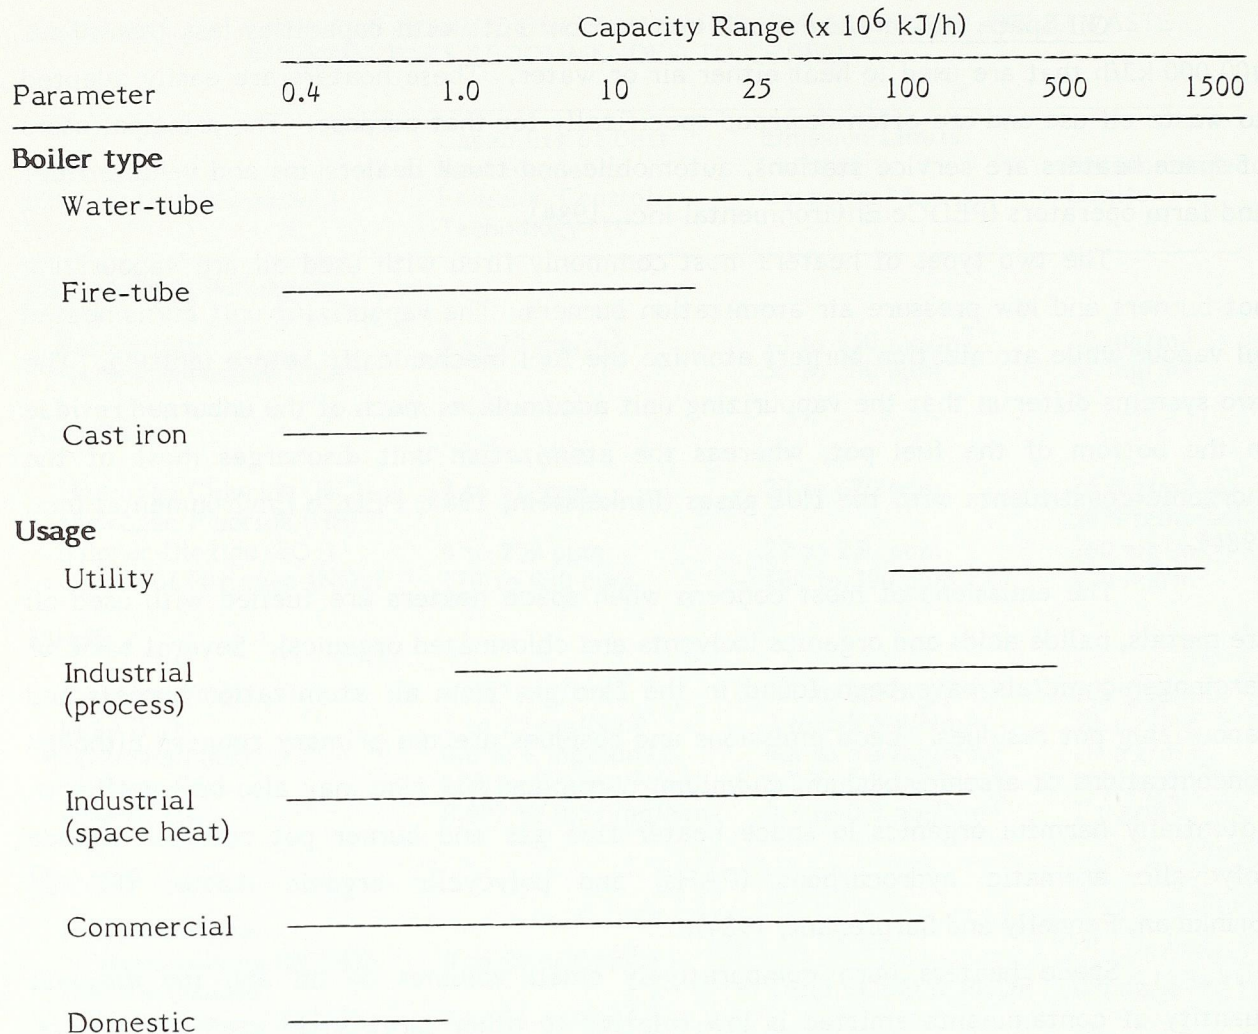 Capacity Range (x 10⁶ kJ/h)
Parameter 0.4 1.0 10 25 100 500 1500
Boiler type
Water-tube
Fire-tube
Cast iron
Usage
Utility
Industrial
(process)
Industrial
(space heat)
Commercial
Domestic